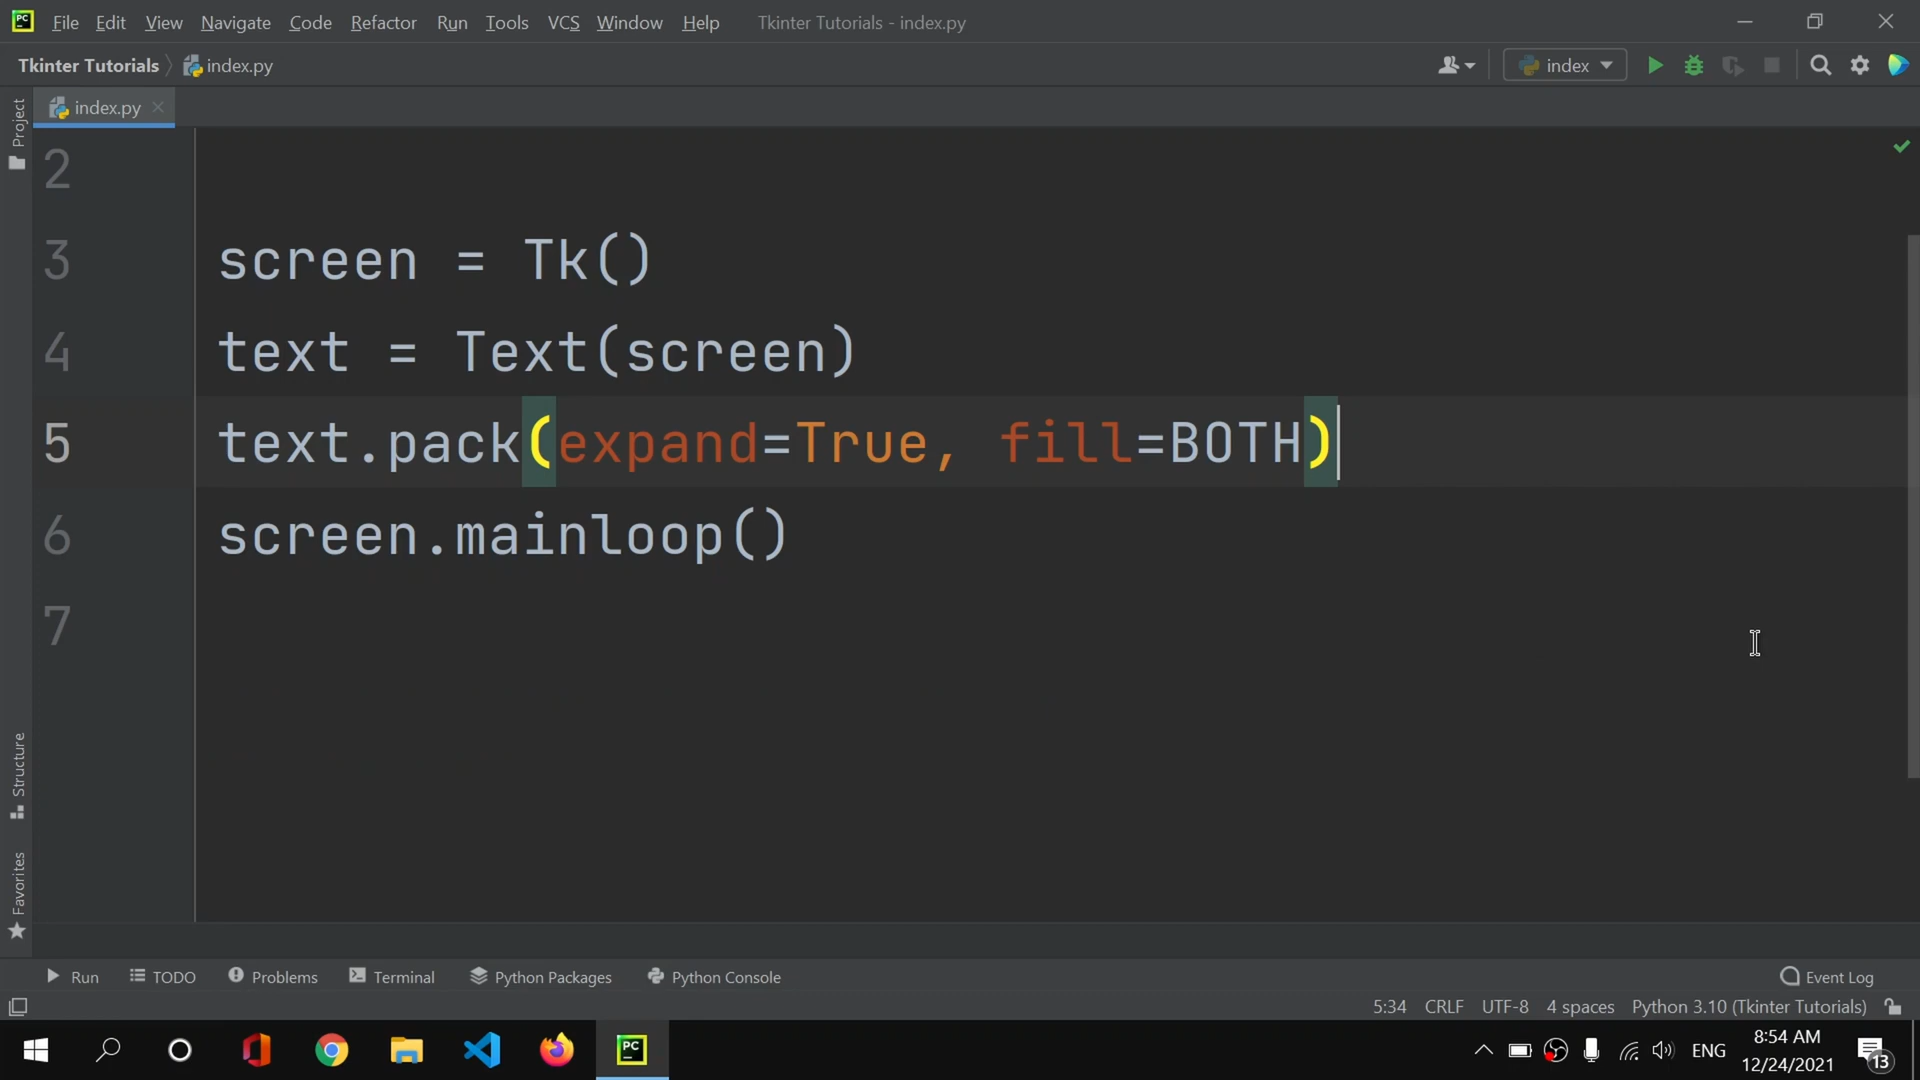 PC File Edit View Navigate Code Refactor Run Tools VCS Window Help Tkinter Tutorials - index.py
Tkinter Tutorials index.py index
Project index.py
2
3 screen = Tk()
4 text = Text(screen)
5 text.pack(expand=True, fill=BOTH)
6 screen.mainloop()
7
Structure
Favorites
Run TODO Problems Terminal Python Packages Python Console Event Log
5:34 CRLF UTF-8 4 spaces Python 3.10 (Tkinter Tutorials)
PC ENG 8:54 AM 13
12/24/2021